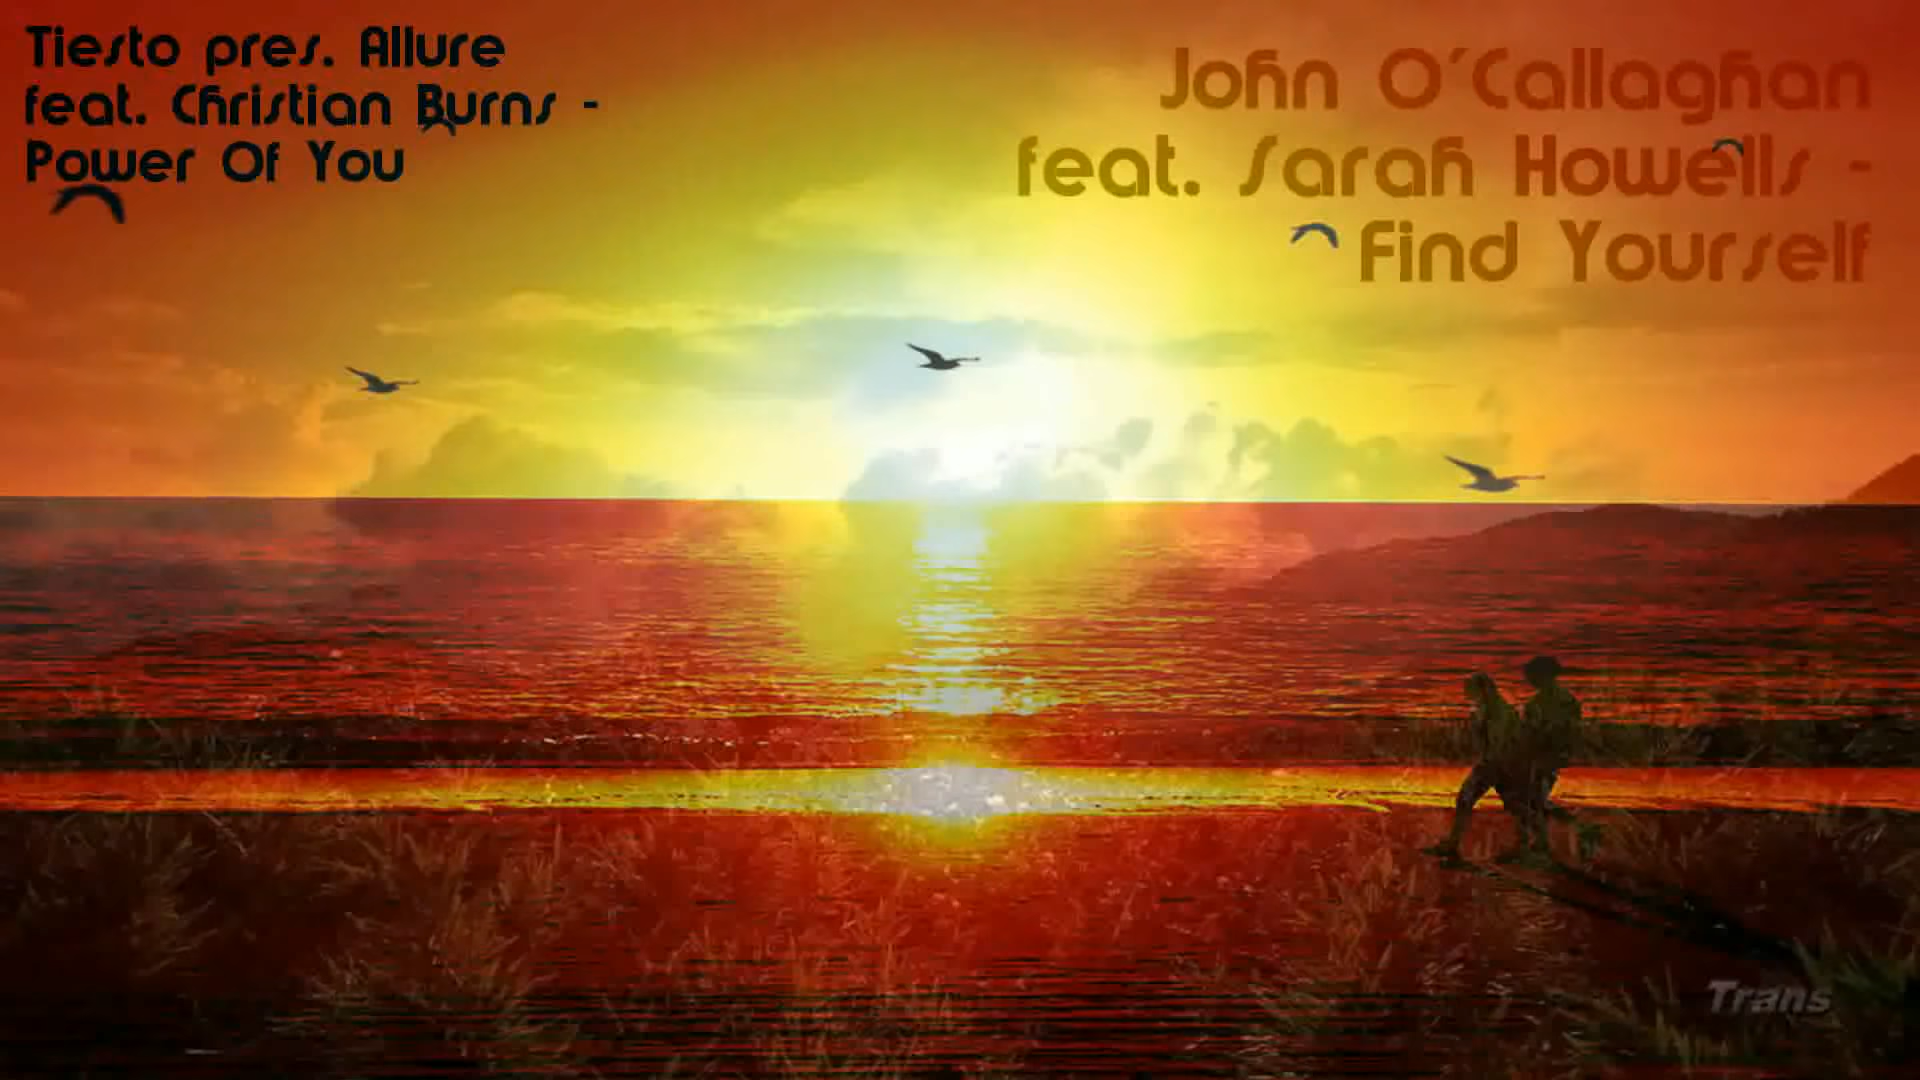 Tiesto pres. Allure
feat. Christian Burns -
Power Of You
John O'Callaghan
feat. Sarah Howells -
Find Yourself
Trans